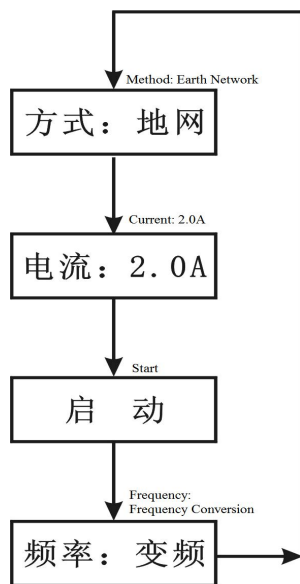 Method: Earth Network
方式：地网
Current: 2.0A
电流：2.0A
Start
启 动
Frequency:
Frequency Conversion
频率：变频